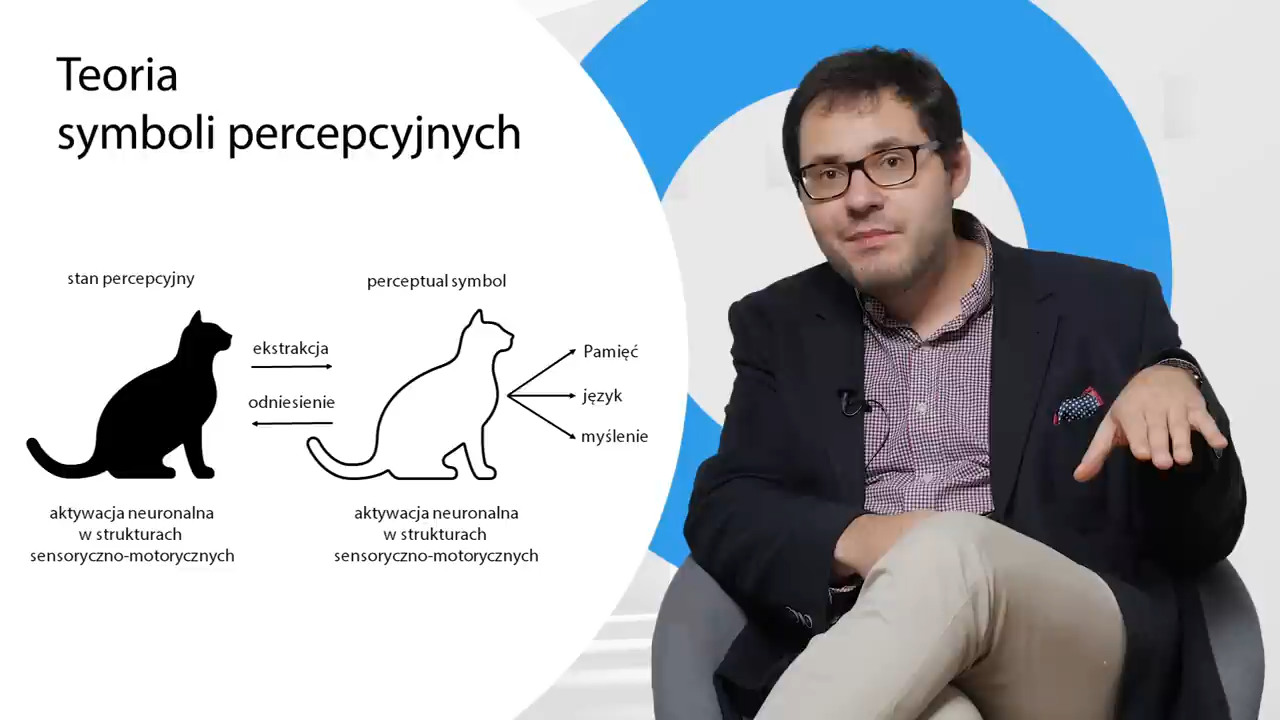 Teoria
symboli percepcyjnych
stan percepcyjny
perceptual symbol
ekstrakcja
odniesienie
Pamięć
język
myślenie
aktywacja neuronalna
w strukturach
sensoryczno-motorycznych
aktywacja neuronalna
w strukturach
sensoryczno-motorycznych